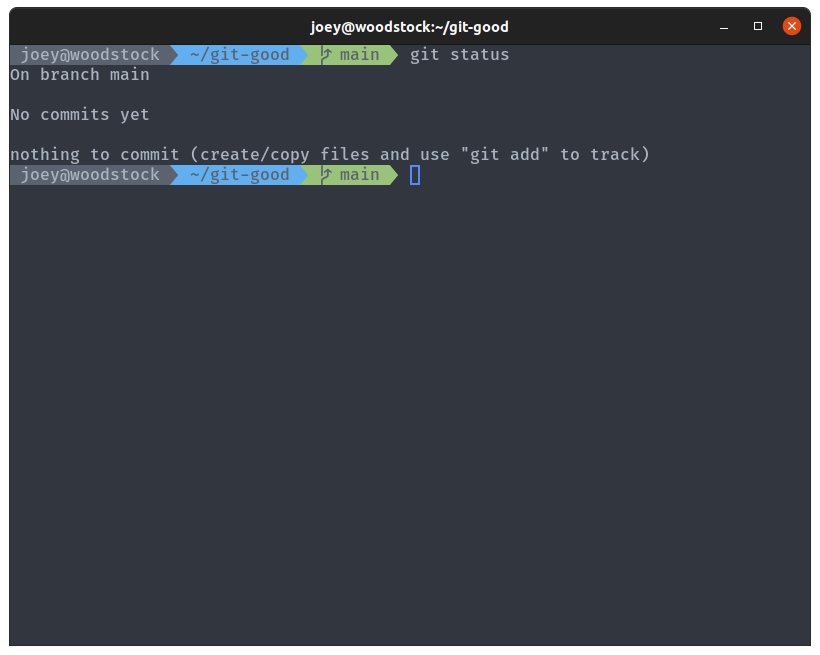 joey@woodstock:~/git-good
joey@woodstock ~/git-good main git status
On branch main
No commits yet
nothing to commit (create/copy files and use "git add" to track)
joey@woodstock ~/git-good main